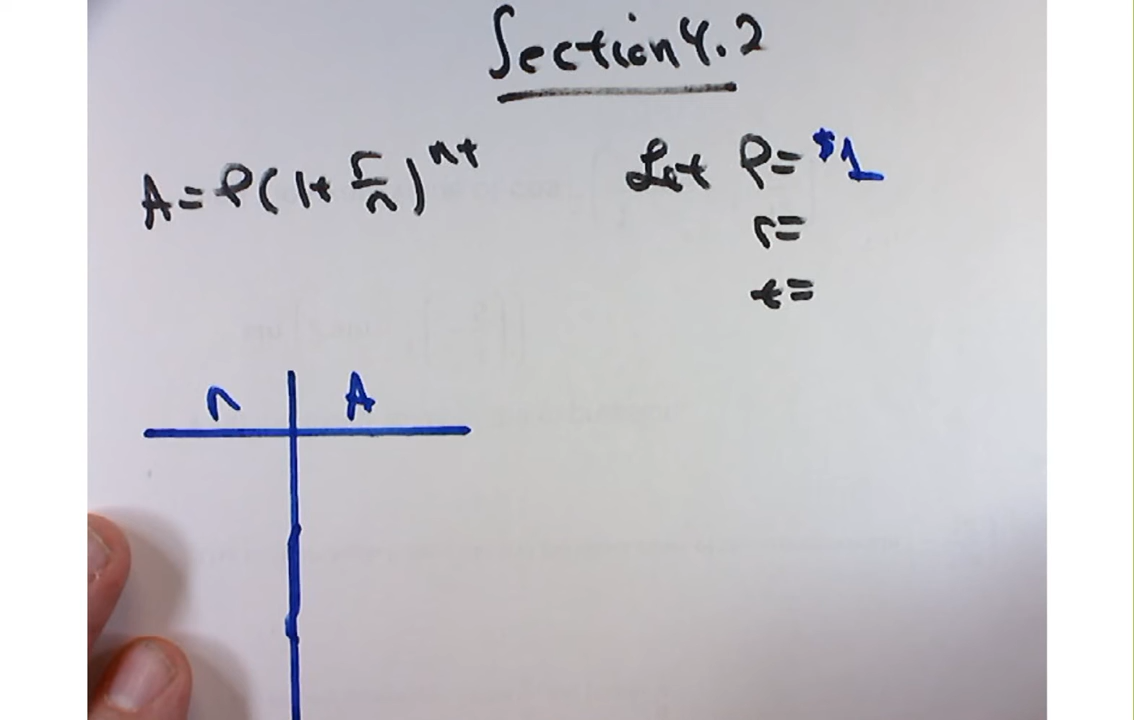 Section 4.2
A = P(1 + r/n)^nt
Let P = $1
r =
t =
n A